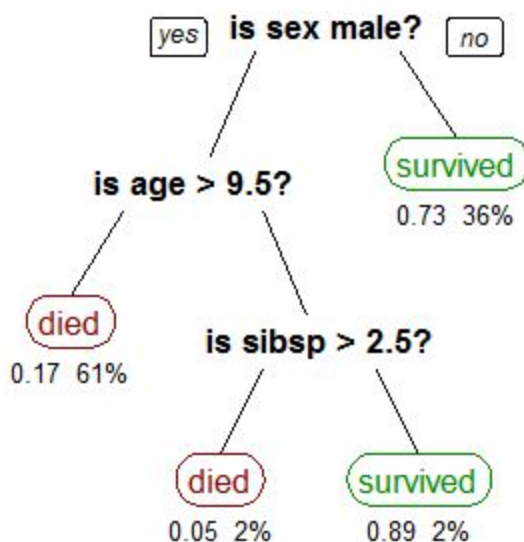 yes is sex male? no
is age > 9.5?
survived
0.73 36%
died
0.17 61%
is sibsp > 2.5?
died survived
0.05 2% 0.89 2%